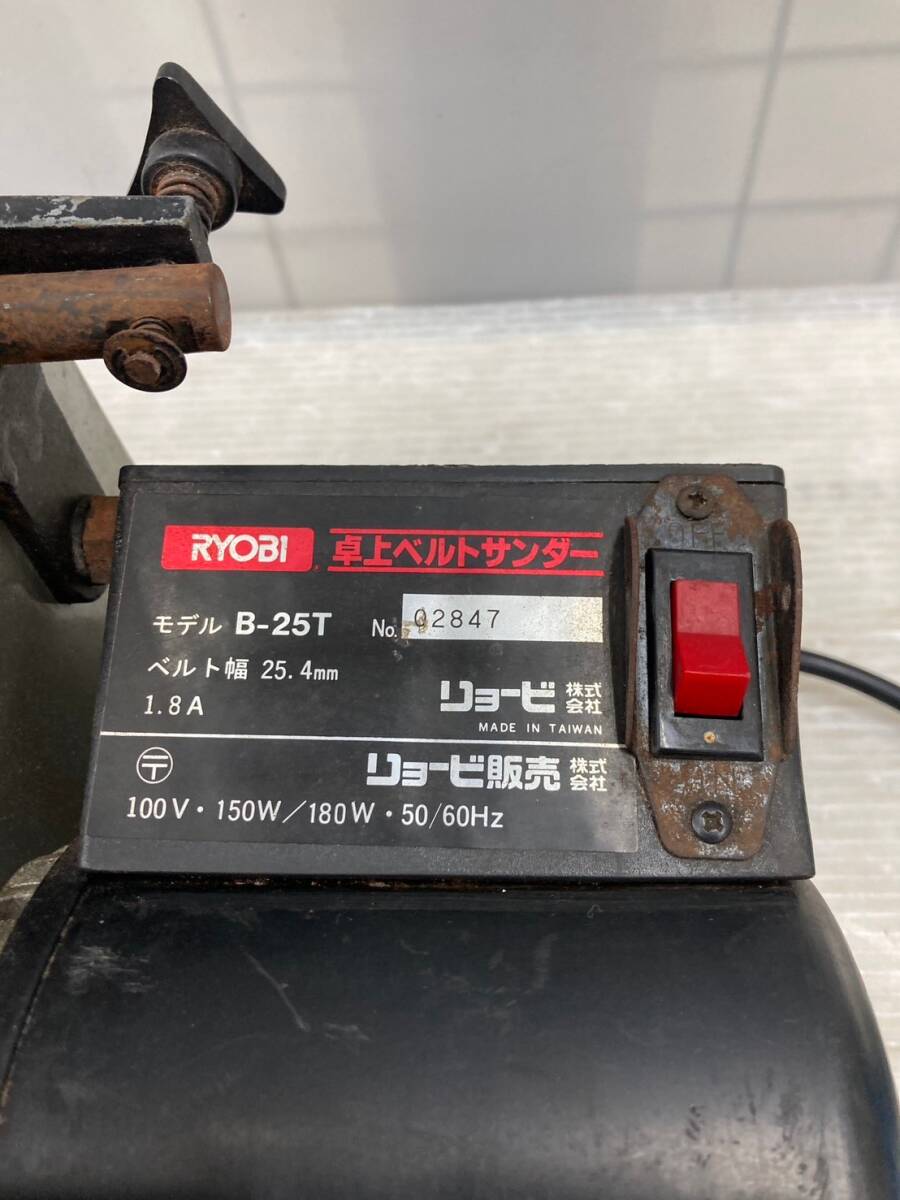 RYOBI 卓上ベルトサンダー
OFF
モデル B-25T No. 02847
ベルト幅 25.4mm
1.8A
リョービ 株式会社
MADE IN TAIWAN
〒
リョービ販売 株式会社
100V・150W/180W・50/60Hz